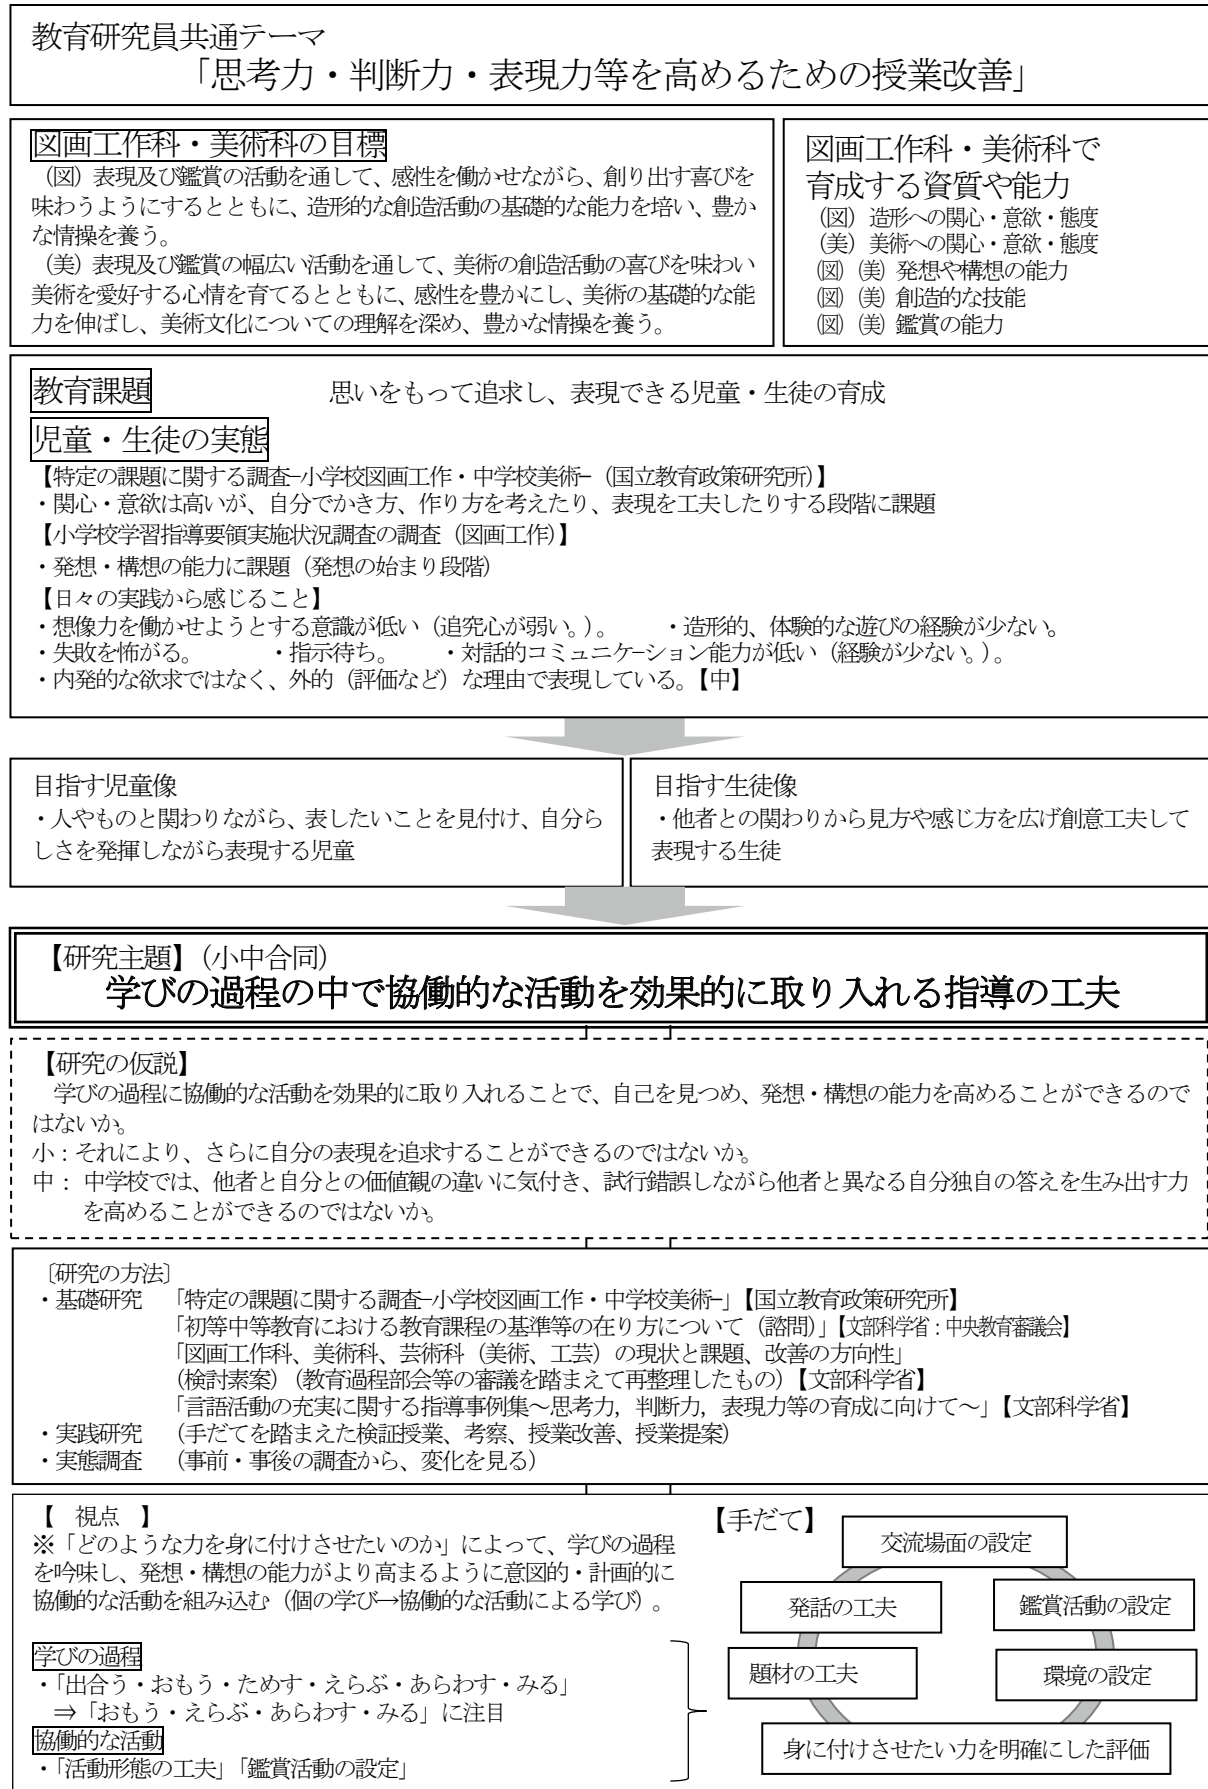 教育研究員共通テーマ
「思考力・判断力・表現力等を高めるための授業改善」
図画工作科・美術科の目標
（図）表現及び鑑賞の活動を通して、感性を働かせながら、創り出す喜びを
味わうようにするとともに、造形的な創造活動の基礎的な能力を培い、豊か
な情操を養う。
（美）表現及び鑑賞の幅広い活動を通して、美術の創造活動の喜びを味わい
美術を愛好する心情を育てるとともに、感性を豊かにし、美術の基礎的な能
力を伸ばし、美術文化についての理解を深め、豊かな情操を養う。
図画工作科・美術科で
育成する資質や能力
（図）造形への関心・意欲・態度
（美）美術への関心・意欲・態度
（図）（美）発想や構想の能力
（図）（美）創造的な技能
（図）（美）鑑賞の能力
教育課題　思いをもって追求し、表現できる児童・生徒の育成
児童・生徒の実態
【特定の課題に関する調査−小学校図画工作・中学校美術−（国立教育政策研究所）】
・関心・意欲は高いが、自分でかき方、作り方を考えたり、表現を工夫したりする段階に課題
【小学校学習指導要領実施状況調査の調査（図画工作）】
・発想・構想の能力に課題（発想の始まり段階）
【日々の実践から感じること】
・想像力を働かせようとする意識が低い（追究心が弱い。）。　・造形的、体験的な遊びの経験が少ない。
・失敗を怖がる。　・指示待ち。　・対話的コミュニケーション能力が低い（経験が少ない。）。
・内発的な欲求ではなく、外的（評価など）な理由で表現している。【中】
目指す児童像
・人やものと関わりながら、表したいことを見付け、自分ら
しさを発揮しながら表現する児童
目指す生徒像
・他者との関わりから見方や感じ方を広げ創意工夫して
表現する生徒
【研究主題】（小中合同）
学びの過程の中で協働的な活動を効果的に取り入れる指導の工夫
【研究の仮説】
学びの過程に協働的な活動を効果的に取り入れることで、自己を見つめ、発想・構想の能力を高めることができるので
はないか。
小：それにより、さらに自分の表現を追求することができるのではないか。
中：中学校では、他者と自分との価値観の違いに気付き、試行錯誤しながら他者と異なる自分独自の答えを生み出す力
を高めることができるのではないか。
〔研究の方法〕
・基礎研究　「特定の課題に関する調査−小学校図画工作・中学校美術−」【国立教育政策研究所】
「初等中等教育における教育課程の基準等の在り方について（諮問）」【文部科学省：中央教育審議会】
「図画工作科、美術科、芸術科（美術、工芸）の現状と課題、改善の方向性」
（検討素案）（教育過程部会等の審議を踏まえて再整理したもの）【文部科学省】
「言語活動の充実に関する指導事例集～思考力，判断力，表現力等の育成に向けて～」【文部科学省】
・実践研究　（手だてを踏まえた検証授業、考察、授業改善、授業提案）
・実態調査　（事前・事後の調査から、変化を見る）
【　視点　】
※「どのような力を身に付けさせたいのか」によって、学びの過程
を吟味し、発想・構想の能力がより高まるように意図的・計画的に
協働的な活動を組み込む（個の学び→協働的な活動による学び）。
学びの過程
・「出合う・おもう・ためす・えらぶ・あらわす・みる」
⇒「おもう・えらぶ・あらわす・みる」に注目
協働的な活動
・「活動形態の工夫」「鑑賞活動の設定」
【手だて】
交流場面の設定
発話の工夫
鑑賞活動の設定
題材の工夫
環境の設定
身に付けさせたい力を明確にした評価